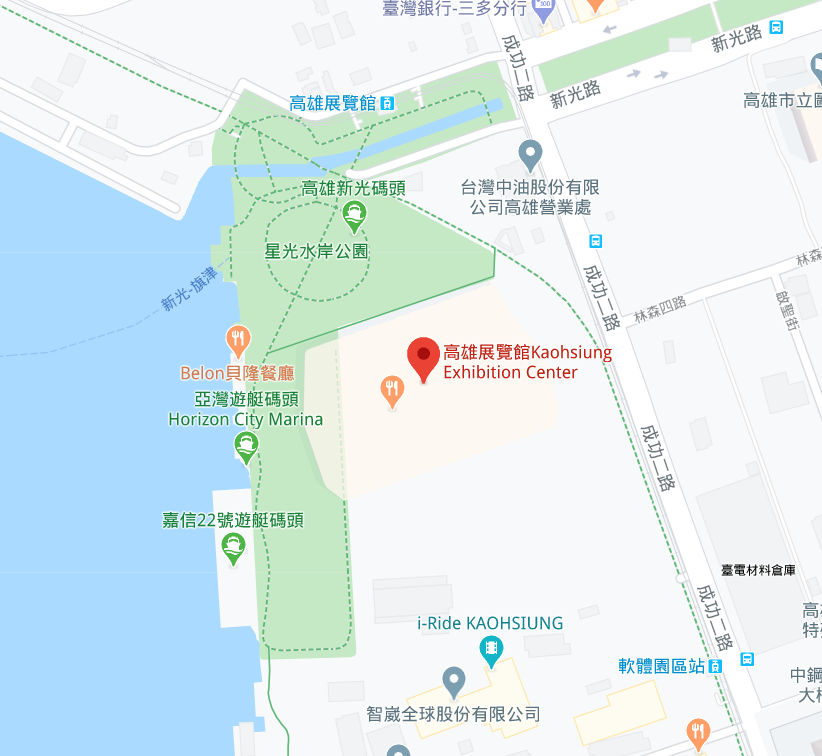 臺灣銀行-三多分行
100
新光路
成功二路
新光路
高雄展覽館
高雄市立圖
台灣中油股份有限
公司高雄營業處
高雄新光碼頭
星光水岸公園
新光-旗津
成功二路
林森
林森四路
啟聖街
高雄展覽館Kaohsiung
Exhibition Center
Belon貝隆餐廳
亞灣遊艇碼頭
Horizon City Marina
成功二路
嘉信22號遊艇碼頭
臺電材料倉庫
成功二路
高
特殊
i-Ride KAOHSIUNG
軟體園區站
中鋼
大樓
智崴全球股份有限公司